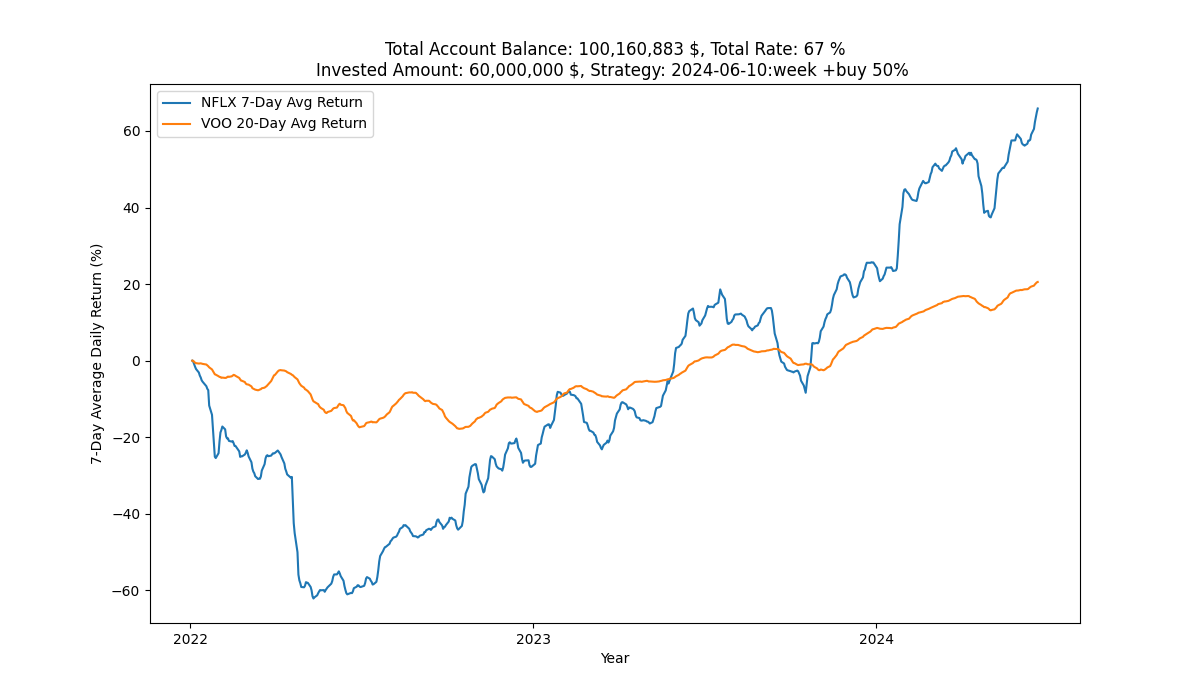 Total Account Balance: 100,160,883 $, Total Rate: 67 %
Invested Amount: 60,000,000 $, Strategy: 2024-06-10:week +buy 50%
NFLX 7-Day Avg Return
VOO 20-Day Avg Return
60
40
20
0
−20
−40
−60
7-Day Average Daily Return (%)
2022
2023
2024
Year